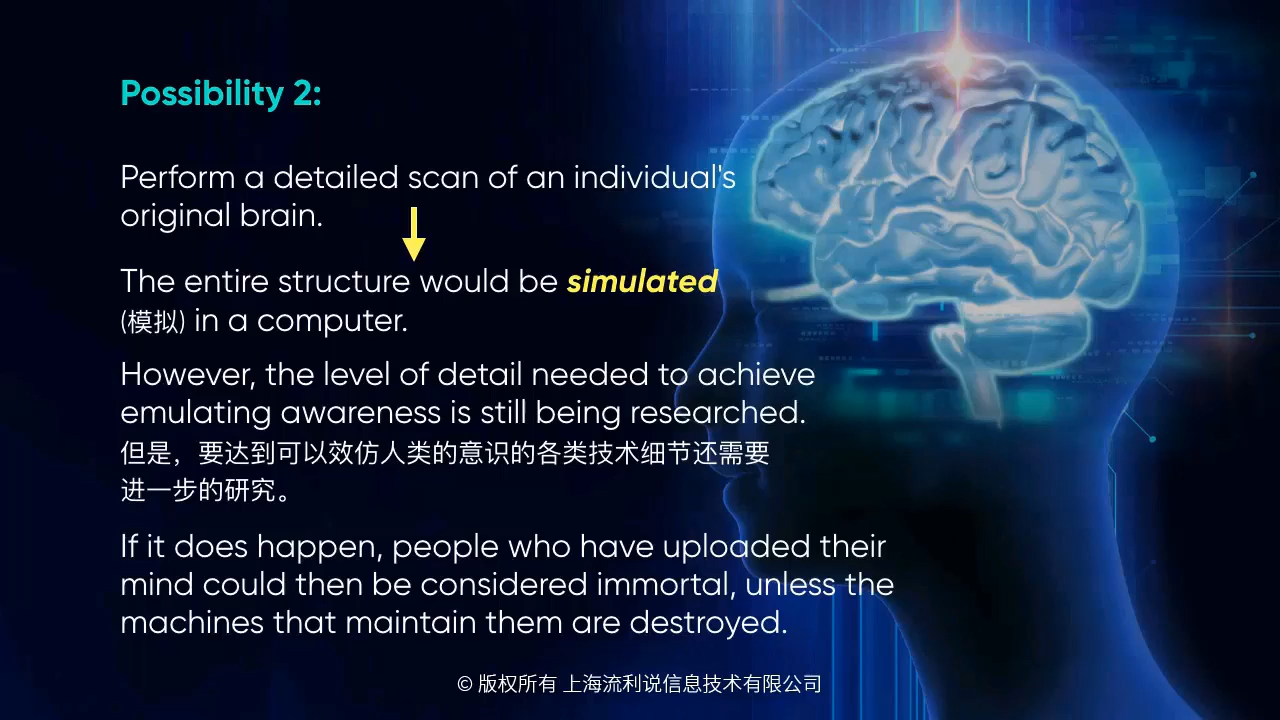 Possibility 2:
Perform a detailed scan of an individual's
original brain.
The entire structure would be simulated
(模拟) in a computer.
However, the level of detail needed to achieve
emulating awareness is still being researched.
但是，要达到可以效仿人类的意识的各类技术细节还需要
进一步的研究。
If it does happen, people who have uploaded their
mind could then be considered immortal, unless the
machines that maintain them are destroyed.
© 版权所有 上海流利说信息技术有限公司